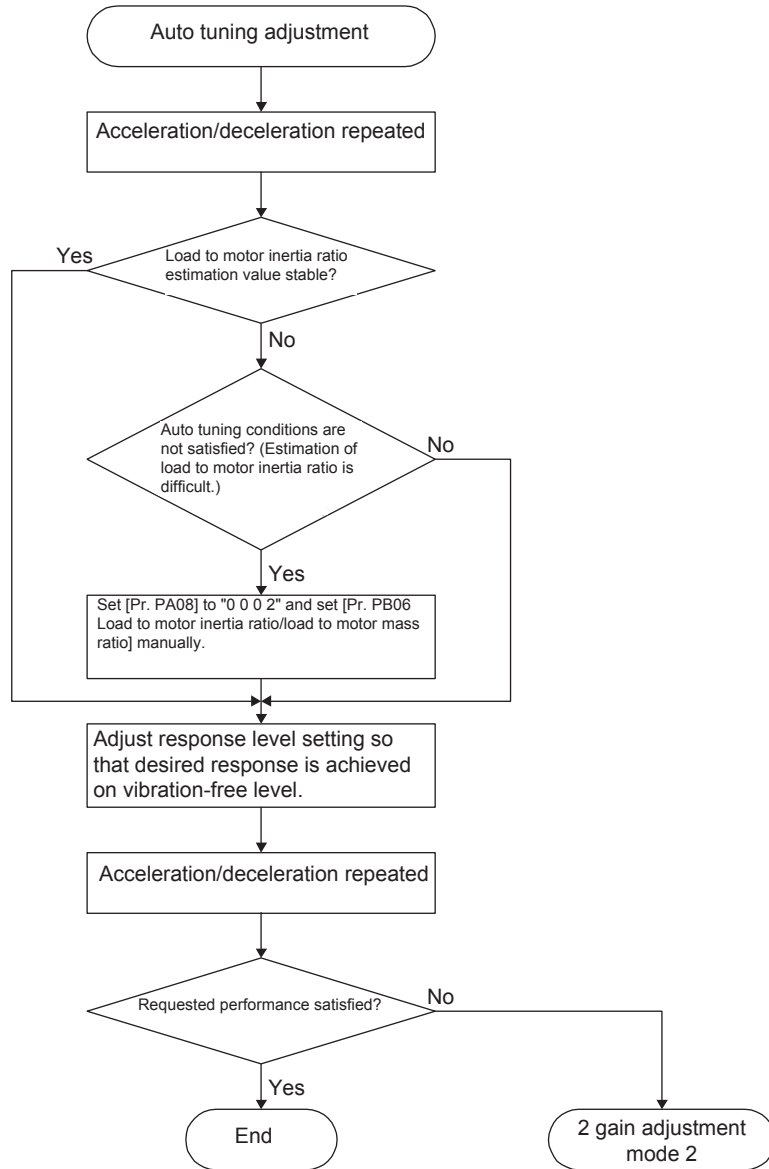 Auto tuning adjustment
Acceleration/deceleration repeated
Yes
Load to motor inertia ratio
estimation value stable?
No
Auto tuning conditions are
not satisfied? (Estimation of
load to motor inertia ratio is
difficult.)
No
Yes
Set [Pr. PA08] to "0 0 0 2" and set [Pr. PB06
Load to motor inertia ratio/load to motor mass
ratio] manually.
Adjust response level setting so
that desired response is achieved
on vibration-free level.
Acceleration/deceleration repeated
Requested performance satisfied?
No
Yes
End
2 gain adjustment
mode 2